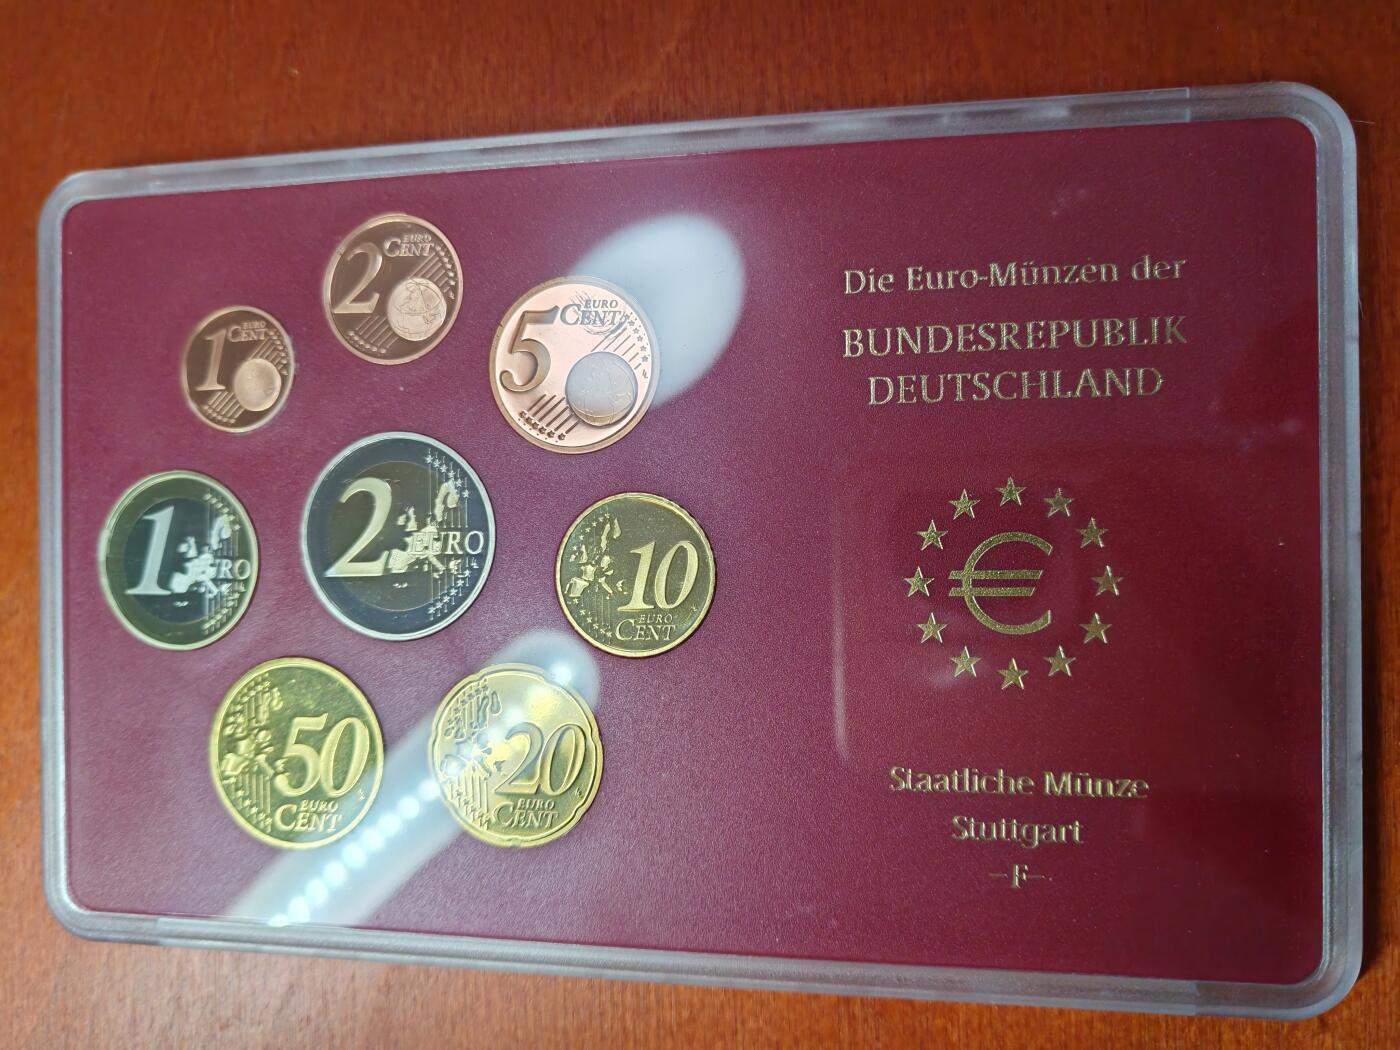 2 EURO CENT
1 EURO CENT
5 EURO CENT
1 EURO
2 EURO
10 EURO CENT
50 EURO CENT
20 EURO CENT
Die Euro-Münzen der
BUNDESREPUBLIK
DEUTSCHLAND
€
Staatliche Münze
Stuttgart
–F–